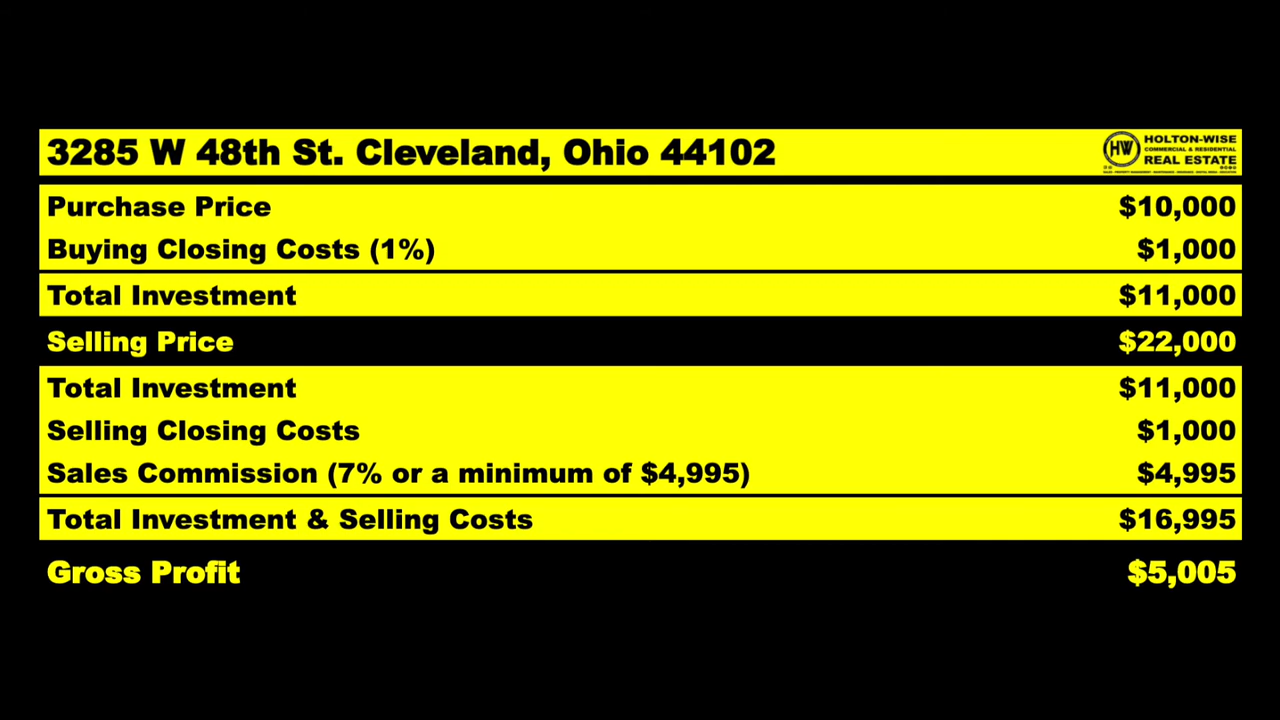 3285 W 48th St. Cleveland, Ohio 44102
HW
HOLTON-WISE
COMMERCIAL & RESIDENTIAL
REAL ESTATE
Purchase Price $10,000
Buying Closing Costs (1%) $1,000
Total Investment $11,000
Selling Price $22,000
Total Investment $11,000
Selling Closing Costs $1,000
Sales Commission (7% or a minimum of $4,995) $4,995
Total Investment & Selling Costs $16,995
Gross Profit $5,005